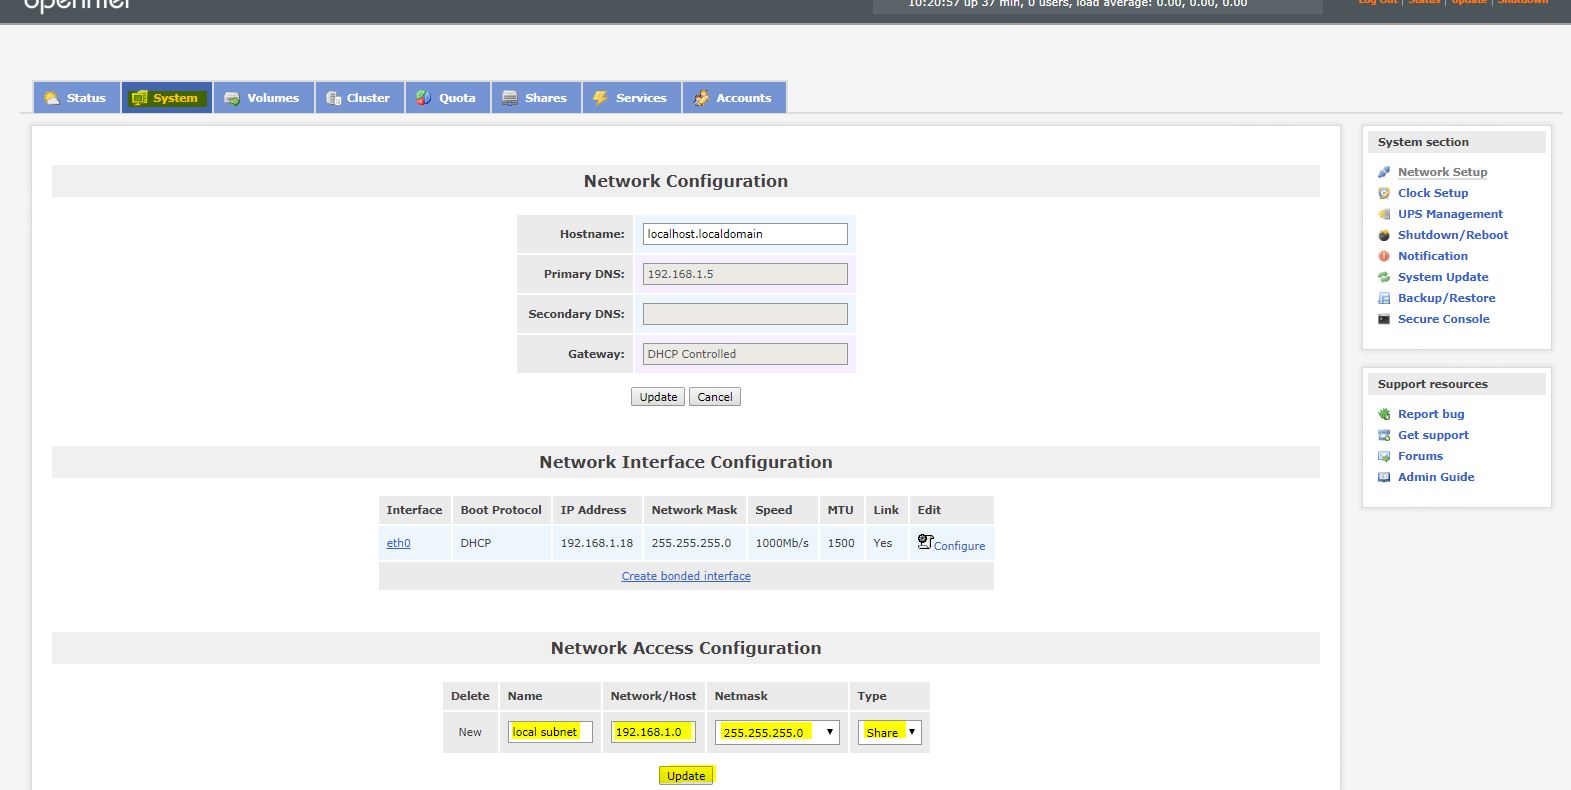 openfiler
10:20:57 up 37 min, 0 users, load average: 0.00, 0.00, 0.00
Log Out | Status | Update | Shutdown
Status System Volumes Cluster Quota Shares Services Accounts
Network Configuration
Hostname: localhost.localdomain
Primary DNS: 192.168.1.5
Secondary DNS:
Gateway: DHCP Controlled
Update Cancel
Network Interface Configuration
Interface Boot Protocol IP Address Network Mask Speed MTU Link Edit
eth0 DHCP 192.168.1.18 255.255.255.0 1000Mb/s 1500 Yes Configure
Create bonded interface
Network Access Configuration
Delete Name Network/Host Netmask Type
New local subnet 192.168.1.0 255.255.255.0 Share
Update
System section
Network Setup
Clock Setup
UPS Management
Shutdown/Reboot
Notification
System Update
Backup/Restore
Secure Console
Support resources
Report bug
Get support
Forums
Admin Guide